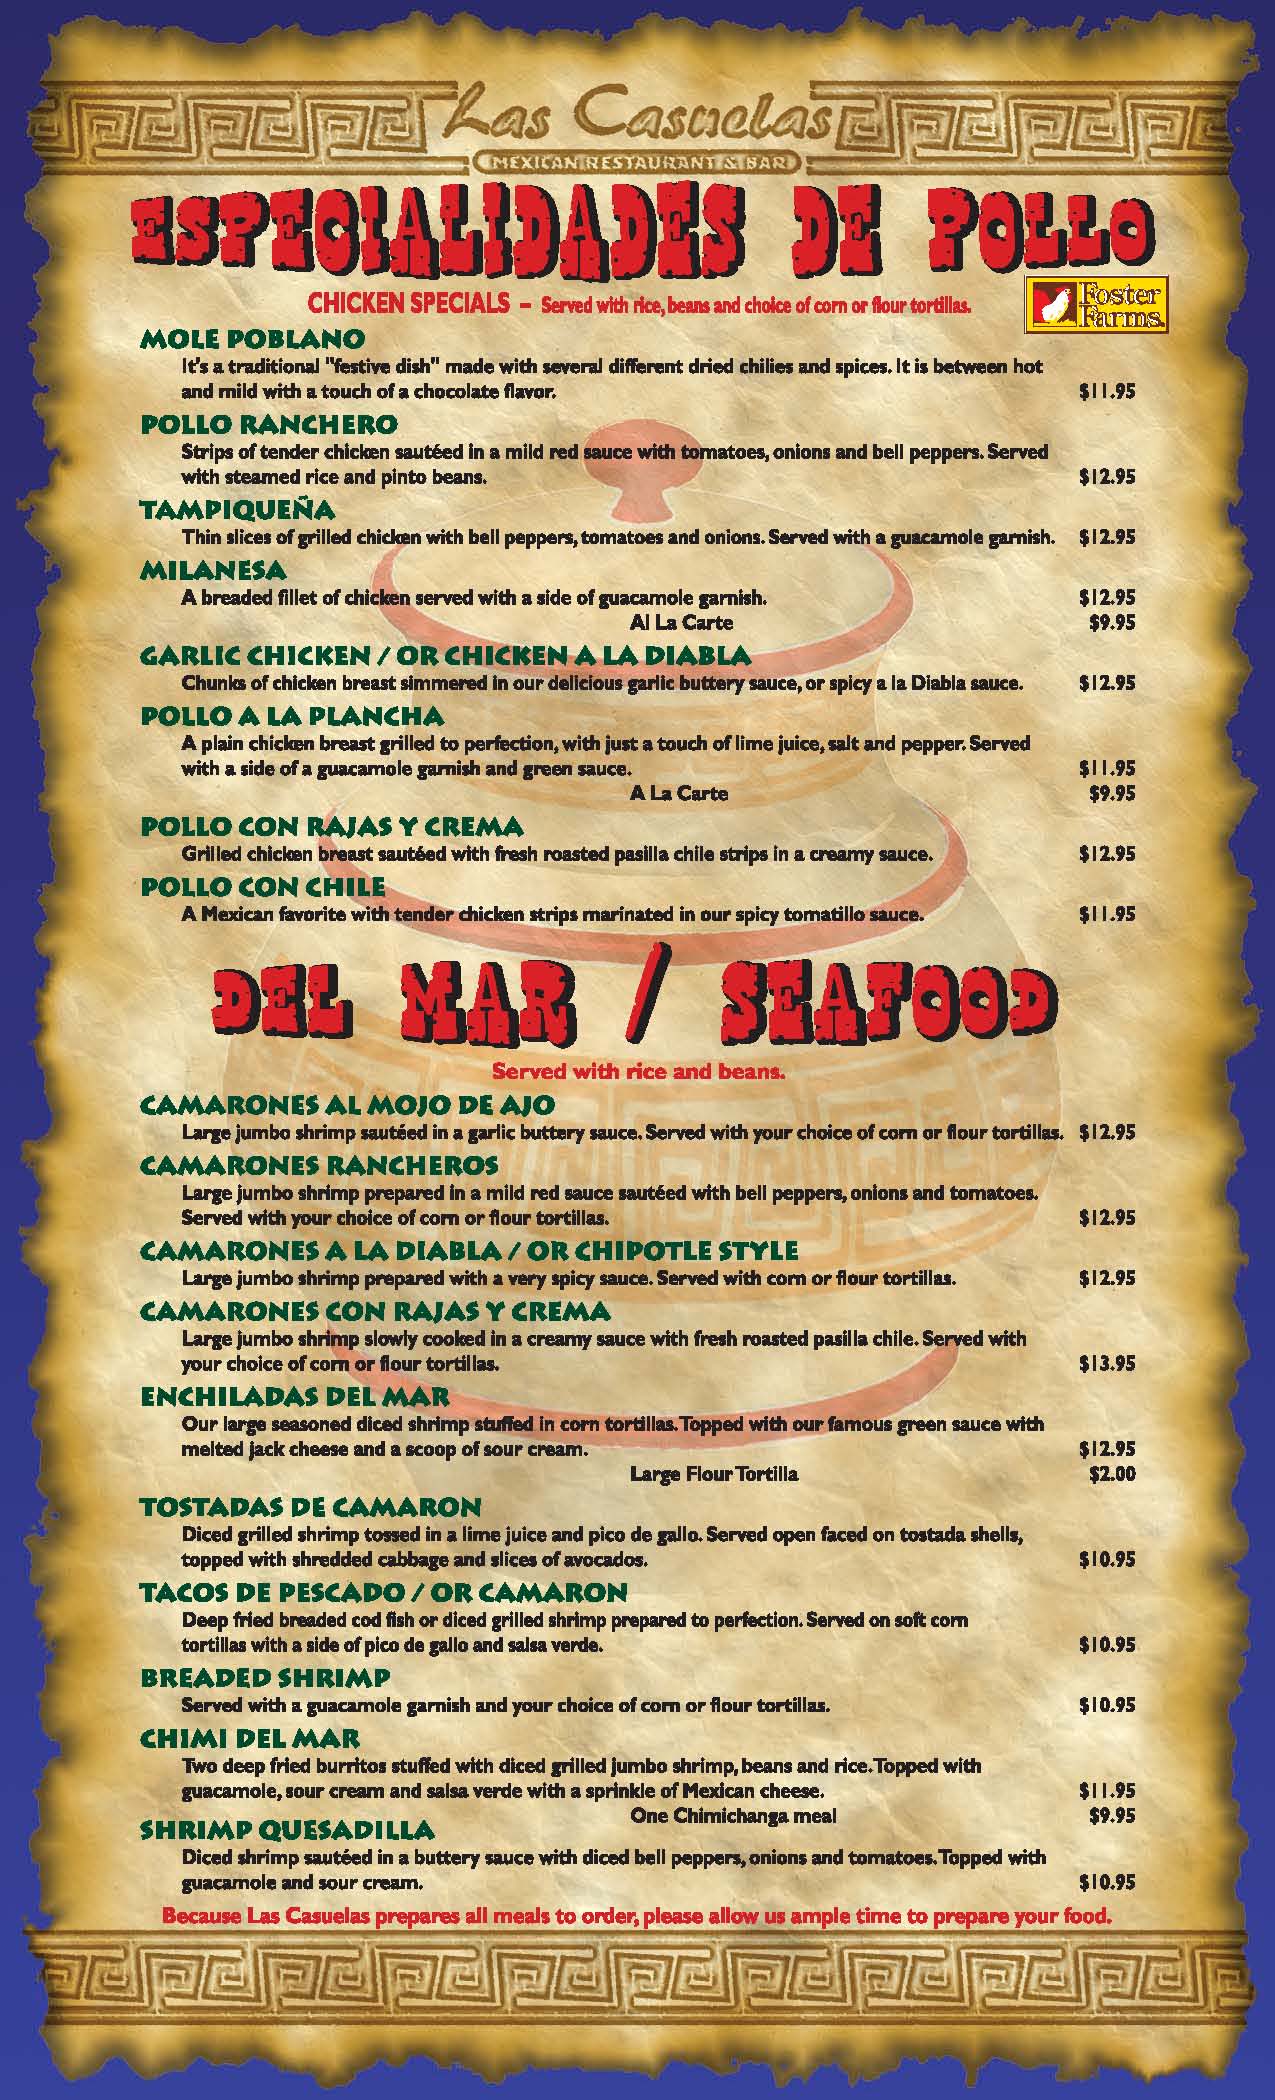 Las Casuelas
MEXICAN RESTAURANT & BAR
ESPECIALIDADES DE POLLO
CHICKEN SPECIALS – Served with rice, beans and choice of corn or flour tortillas.
Foster
Farms.
MOLE POBLANO
It's a traditional "festive dish" made with several different dried chilies and spices. It is between hot
and mild with a touch of a chocolate flavor. $11.95
POLLO RANCHERO
Strips of tender chicken sautéed in a mild red sauce with tomatoes, onions and bell peppers. Served
with steamed rice and pinto beans. $12.95
TAMPIQUEÑA
Thin slices of grilled chicken with bell peppers, tomatoes and onions. Served with a guacamole garnish. $12.95
MILANESA
A breaded fillet of chicken served with a side of guacamole garnish. $12.95
Al La Carte $9.95
GARLIC CHICKEN / OR CHICKEN A LA DIABLA
Chunks of chicken breast simmered in our delicious garlic buttery sauce, or spicy a la Diabla sauce. $12.95
POLLO A LA PLANCHA
A plain chicken breast grilled to perfection, with just a touch of lime juice, salt and pepper. Served
with a side of a guacamole garnish and green sauce. $11.95
A La Carte $9.95
POLLO CON RAJAS Y CREMA
Grilled chicken breast sautéed with fresh roasted pasilla chile strips in a creamy sauce. $12.95
POLLO CON CHILE
A Mexican favorite with tender chicken strips marinated in our spicy tomatillo sauce. $11.95
DEL MAR / SEAFOOD
Served with rice and beans.
CAMARONES AL MOJO DE AJO
Large jumbo shrimp sautéed in a garlic buttery sauce. Served with your choice of corn or flour tortillas. $12.95
CAMARONES RANCHEROS
Large jumbo shrimp prepared in a mild red sauce sautéed with bell peppers, onions and tomatoes.
Served with your choice of corn or flour tortillas. $12.95
CAMARONES A LA DIABLA / OR CHIPOTLE STYLE
Large jumbo shrimp prepared with a very spicy sauce. Served with corn or flour tortillas. $12.95
CAMARONES CON RAJAS Y CREMA
Large jumbo shrimp slowly cooked in a creamy sauce with fresh roasted pasilla chile. Served with
your choice of corn or flour tortillas. $13.95
ENCHILADAS DEL MAR
Our large seasoned diced shrimp stuffed in corn tortillas. Topped with our famous green sauce with
melted jack cheese and a scoop of sour cream. $12.95
Large Flour Tortilla $2.00
TOSTADAS DE CAMARON
Diced grilled shrimp tossed in a lime juice and pico de gallo. Served open faced on tostada shells,
topped with shredded cabbage and slices of avocados. $10.95
TACOS DE PESCADO / OR CAMARON
Deep fried breaded cod fish or diced grilled shrimp prepared to perfection. Served on soft corn
tortillas with a side of pico de gallo and salsa verde. $10.95
BREADED SHRIMP
Served with a guacamole garnish and your choice of corn or flour tortillas. $10.95
CHIMI DEL MAR
Two deep fried burritos stuffed with diced grilled jumbo shrimp, beans and rice. Topped with
guacamole, sour cream and salsa verde with a sprinkle of Mexican cheese. $11.95
One Chimichanga meal $9.95
SHRIMP QUESADILLA
Diced shrimp sautéed in a buttery sauce with diced bell peppers, onions and tomatoes. Topped with
guacamole and sour cream. $10.95
Because Las Casuelas prepares all meals to order, please allow us ample time to prepare your food.